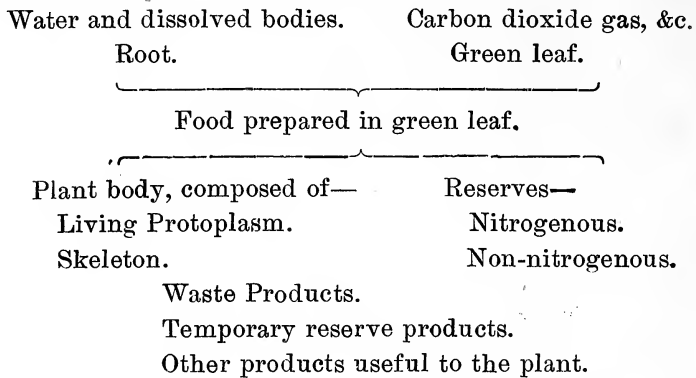 Water and dissolved bodies. Carbon dioxide gas, &c.
Root. Green leaf.
Food prepared in green leaf.
Plant body, composed of— Reserves—
Living Protoplasm. Nitrogenous.
Skeleton. Non-nitrogenous.
Waste Products.
Temporary reserve products.
Other products useful to the plant.